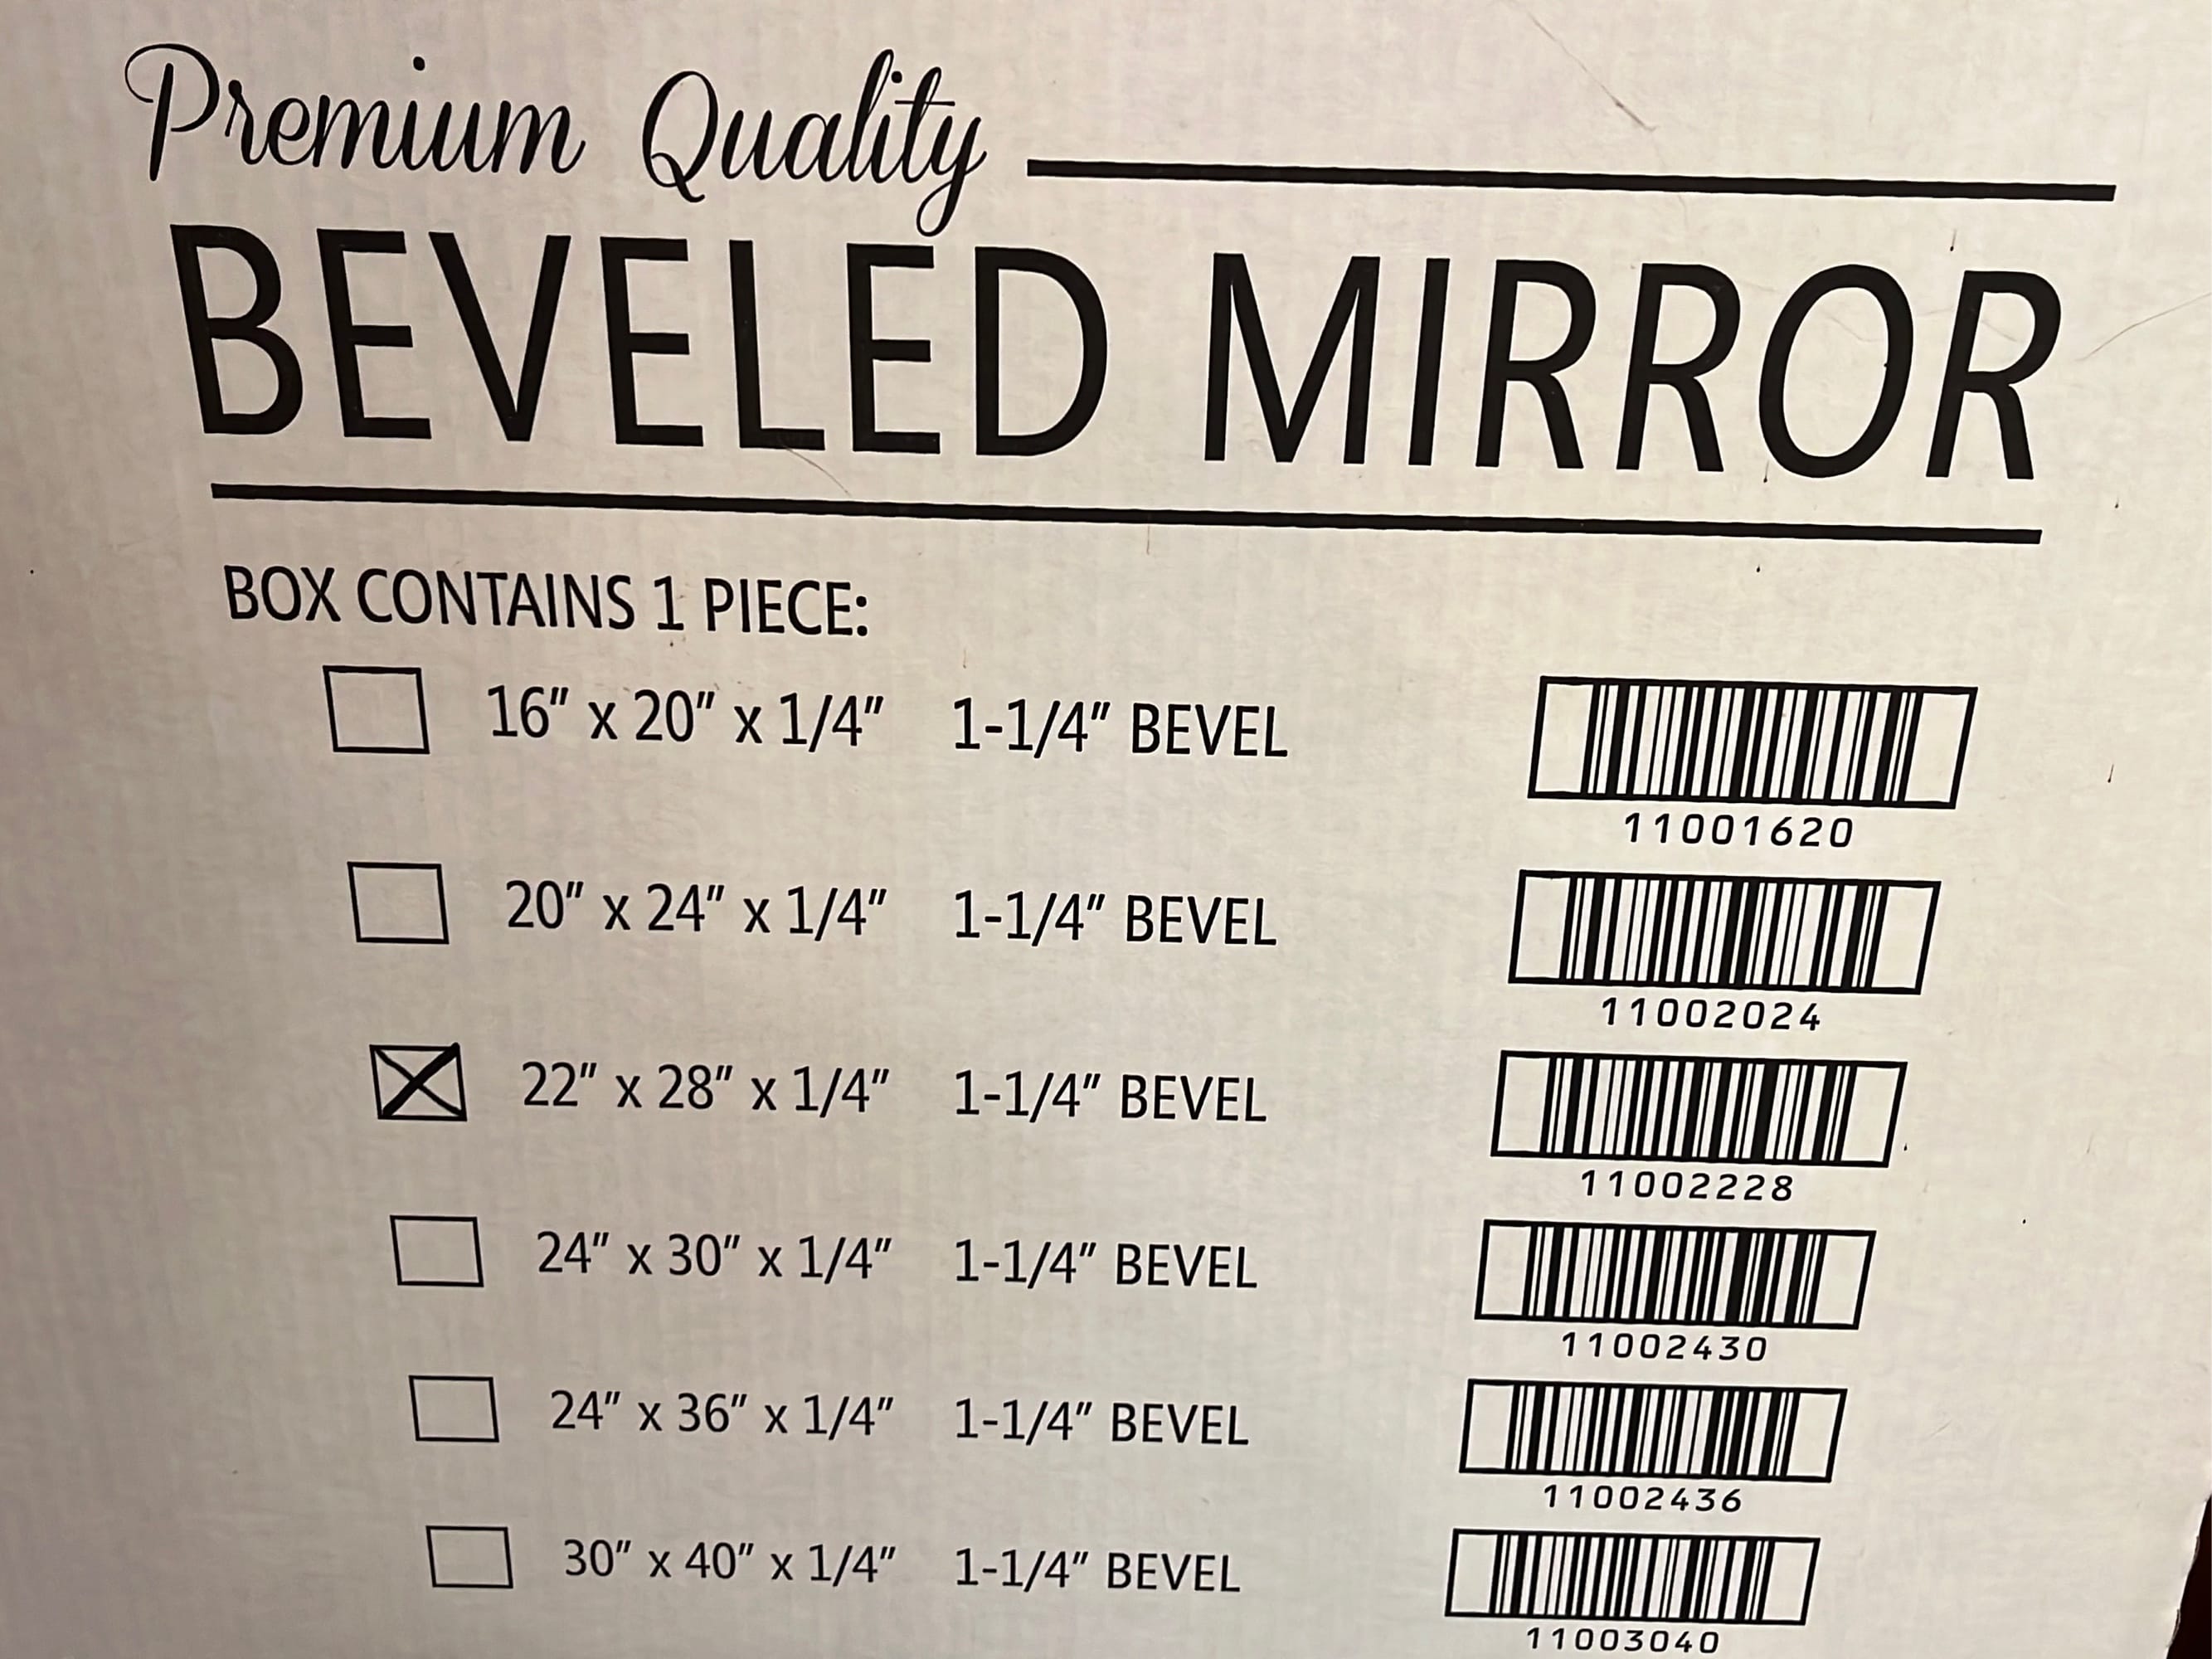 Premium Quality
BEVELED MIRROR
BOX CONTAINS 1 PIECE:
16" x 20" x 1/4" 1-1/4" BEVEL
11001620
20" x 24" x 1/4" 1-1/4" BEVEL
11002024
22" x 28" x 1/4" 1-1/4" BEVEL
11002228
24" x 30" x 1/4" 1-1/4" BEVEL
11002430
24" x 36" x 1/4" 1-1/4" BEVEL
11002436
30" x 40" x 1/4" 1-1/4" BEVEL
11003040